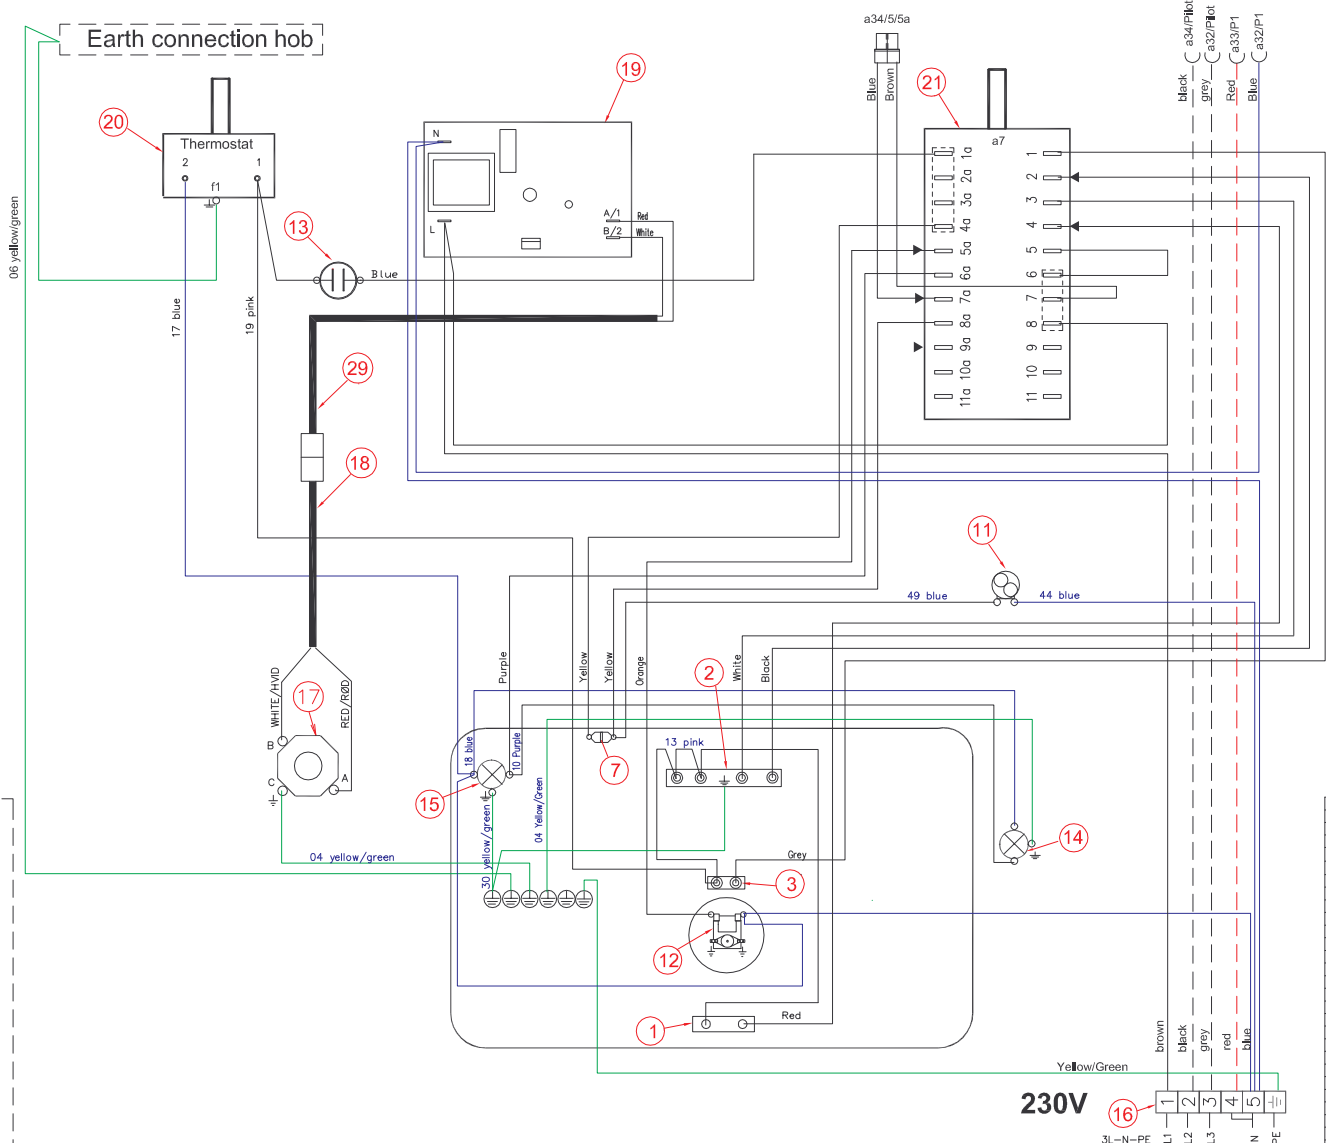 Earth connection hob
a34/5/5a
a34/Pilot
a32/Pilot
a33/P1
a32/P1
black
grey
Red
Blue
Blue
Brown
19
20
21
Thermostat
2
1
f1
N
L
A/1
B/2
Red
White
a7
1a
2a
3a
4a
5a
6a
7a
8a
9a
10a
11a
1
2
3
4
5
6
7
8
9
10
11
06 yellow/green
13
Blue
17 blue
19 pink
29
18
11
49 blue
44 blue
WHITE/HVID
RED/RØD
17
B
C
A
Purple
Yellow
Yellow
Orange
White
Black
2
18 blue
10 Purple
13 pink
7
15
04 Yellow/Green
30 yellow/green
04 yellow/green
14
Grey
3
12
1
Red
brown
black
grey
red
blue
Yellow/Green
230V
16
1
2
3
4
5
3L-N-PE
L1
L2
L3
N
PE